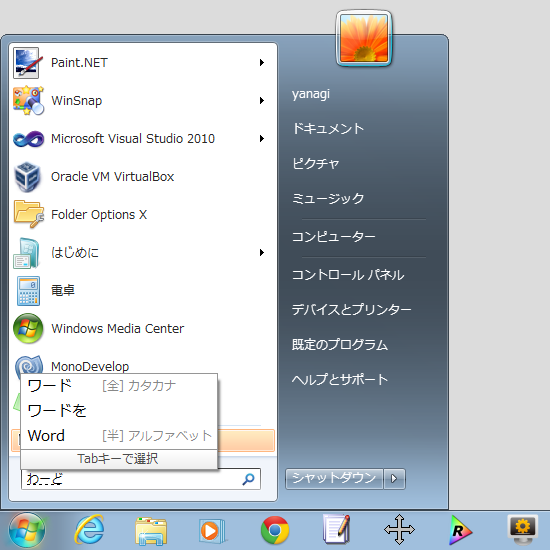 Paint.NET
WinSnap
Microsoft Visual Studio 2010
Oracle VM VirtualBox
Folder Options X
はじめに
電卓
Windows Media Center
MonoDevelop
ワード [全] カタカナ
ワードを
Word [半] アルファベット
Tabキーで選択
わーど
yanagi
ドキュメント
ピクチャ
ミュージック
コンピューター
コントロール パネル
デバイスとプリンター
既定のプログラム
ヘルプとサポート
シャットダウン
R